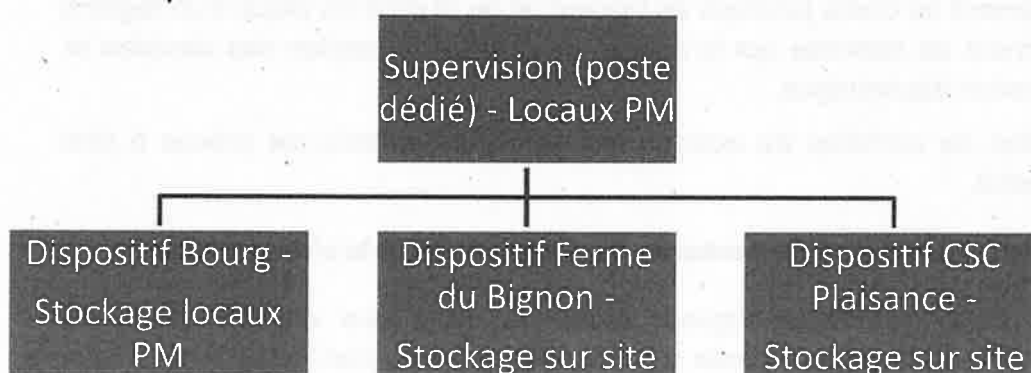 Supervision (poste
dédié) - Locaux PM
Dispositif Bourg -
Stockage locaux
PM
Dispositif Ferme
du Bignon -
Stockage sur site
Dispositif CSC
Plaisance -
Stockage sur site